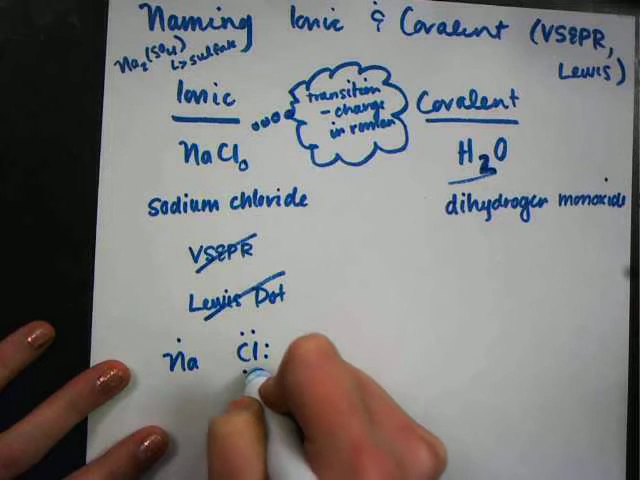 Naming Ionic & Covalent (VSEPR,
Lewis)
Na2(SO4)
↳ sulfate
Ionic
transition
- charge
in roman
Covalent
NaCl
H2O
sodium chloride
dihydrogen monoxide
VSEPR
Lewis Dot
Na Cl